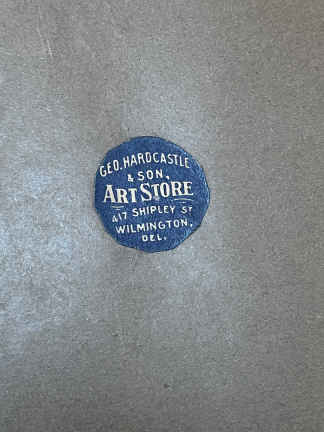 GEO. HARDCASTLE
& SON,
ART STORE
417 SHIPLEY ST
WILMINGTON,
DEL.